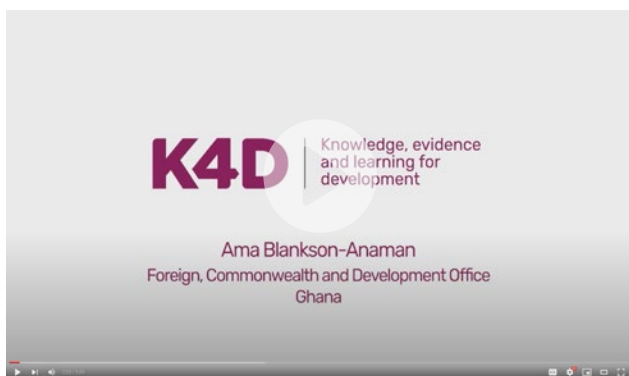 K4D
Knowledge, evidence
and learning for
development
Ama Blankson-Anaman
Foreign, Commonwealth and Development Office
Ghana